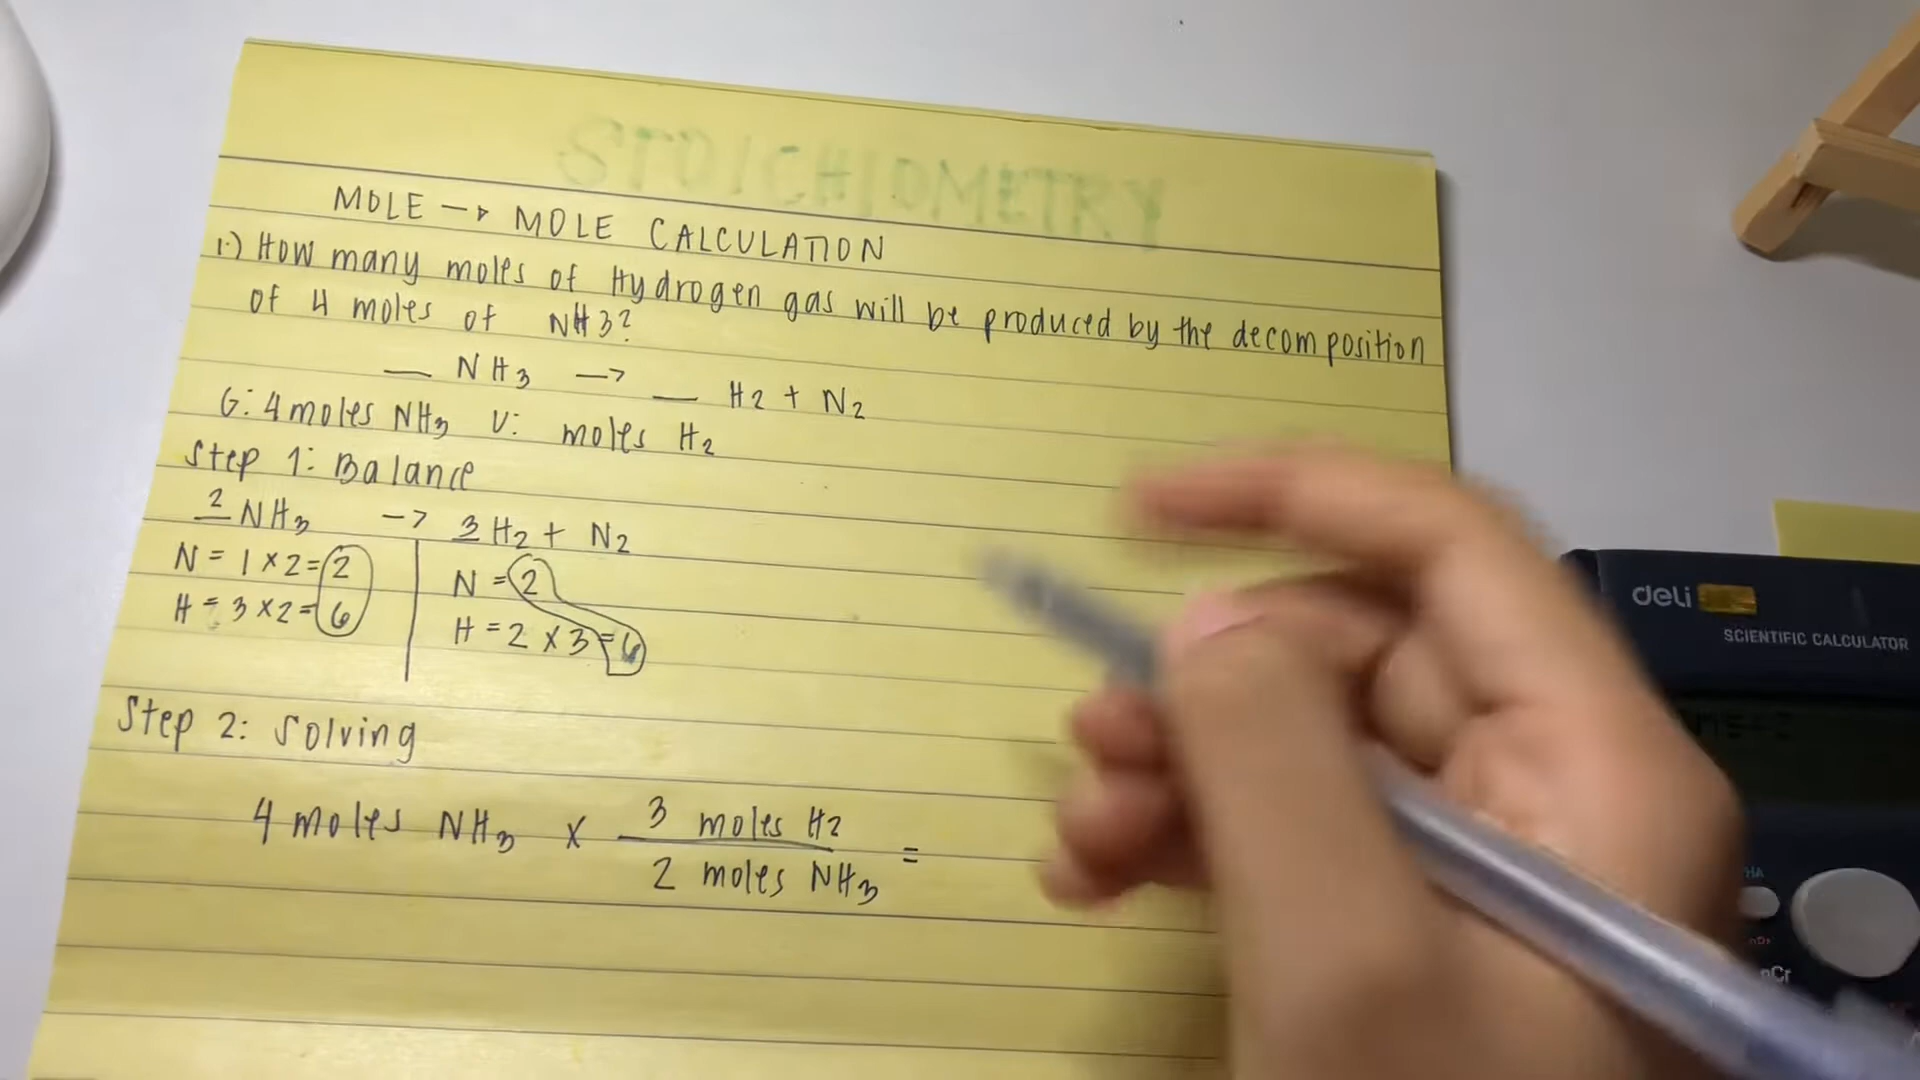 STOICHIOMETRY
MOLE → MOLE CALCULATION
1.) How many moles of Hydrogen gas will be produced by the decomposition
of 4 moles of NH3?
__ NH3 → __ H2 + N2
G: 4 moles NH3 U: moles H2
Step 1: Balance
2 NH3 → 3 H2 + N2
N = 1 x 2 = 2 N = 2
H = 3 x 2 = 6 H = 2 x 3 = 6
Step 2: Solving
4 moles NH3 x 3 moles H2 =
2 moles NH3
deli
SCIENTIFIC CALCULATOR
nCr